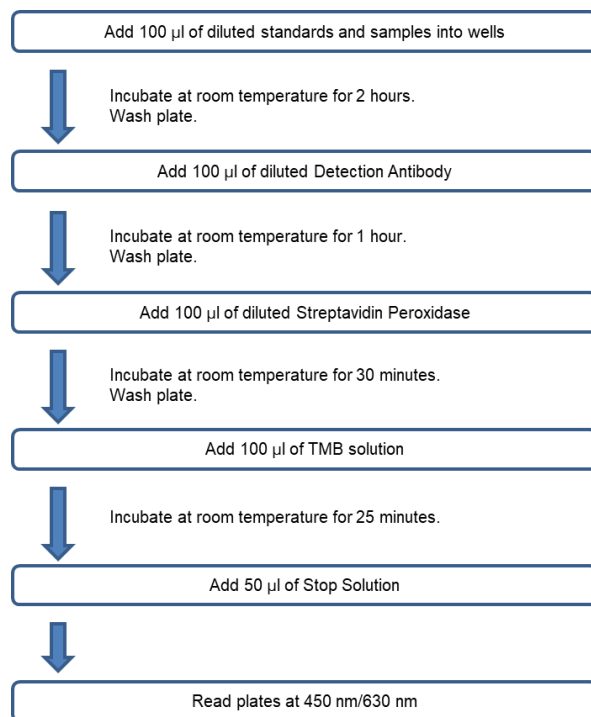 Add 100 µl of diluted standards and samples into wells
Incubate at room temperature for 2 hours.
Wash plate.
Add 100 µl of diluted Detection Antibody
Incubate at room temperature for 1 hour.
Wash plate.
Add 100 µl of diluted Streptavidin Peroxidase
Incubate at room temperature for 30 minutes.
Wash plate.
Add 100 µl of TMB solution
Incubate at room temperature for 25 minutes.
Add 50 µl of Stop Solution
Read plates at 450 nm/630 nm